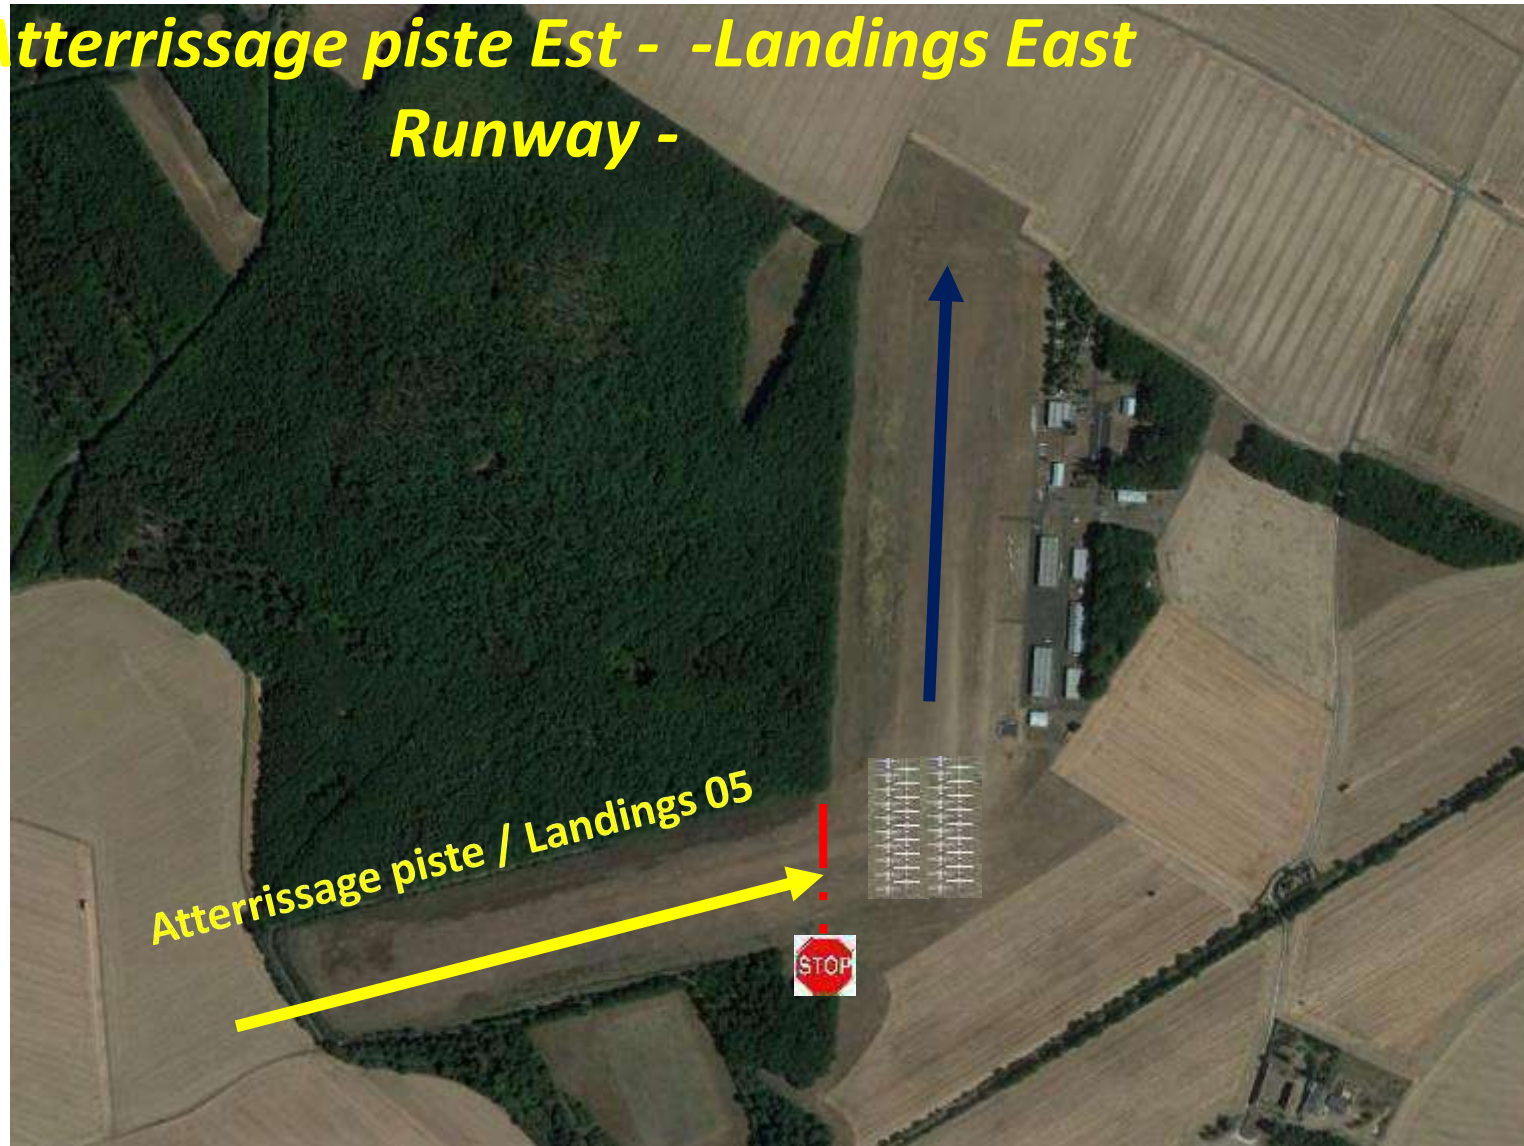 Atterrissage piste Est - -Landings East
Runway -
Atterrissage piste / Landings 05
STOP